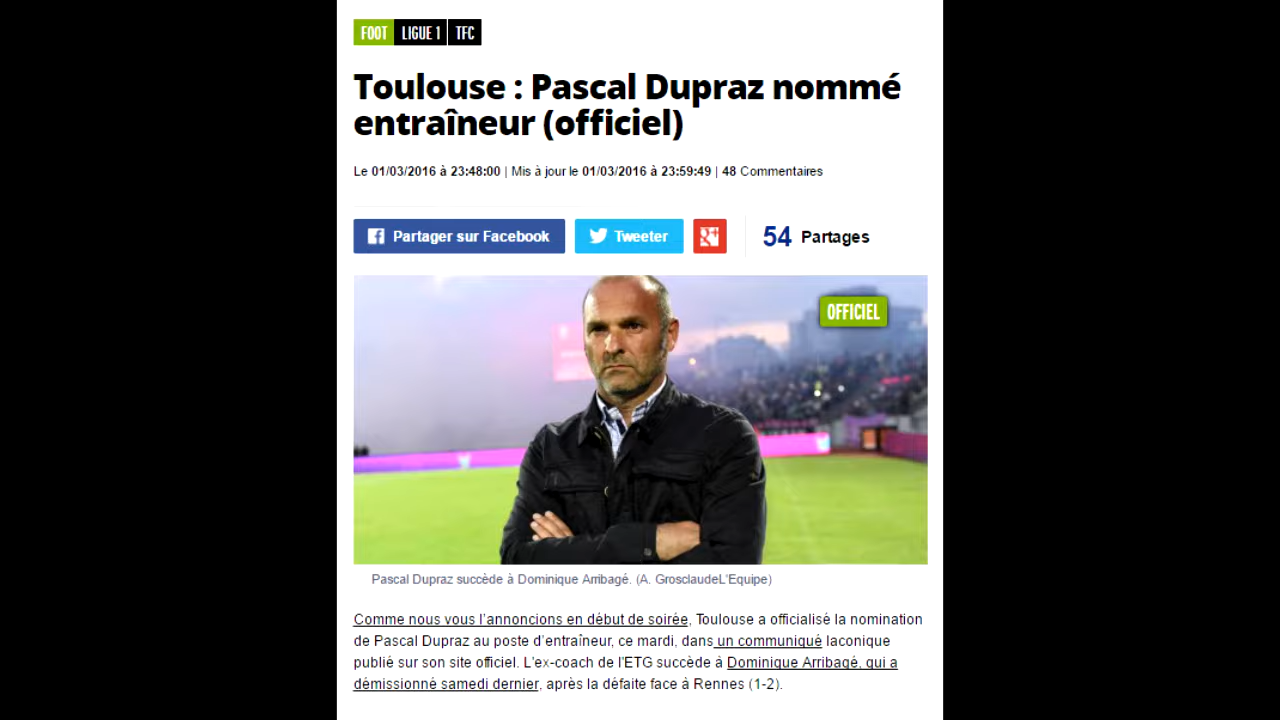 FOOT LIGUE 1 TFC
Toulouse : Pascal Dupraz nommé
entraîneur (officiel)
Le 01/03/2016 à 23:48:00 | Mis à jour le 01/03/2016 à 23:59:49 | 48 Commentaires
Partager sur Facebook Tweeter g+ 54 Partages
OFFICIEL
Pascal Dupraz succède à Dominique Arribagé. (A. GrosclaudeL'Equipe)
Comme nous vous l’annoncions en début de soirée, Toulouse a officialisé la nomination
de Pascal Dupraz au poste d’entraîneur, ce mardi, dans un communiqué laconique
publié sur son site officiel. L'ex-coach de l'ETG succède à Dominique Arribagé, qui a
démissionné samedi dernier, après la défaite face à Rennes (1-2).